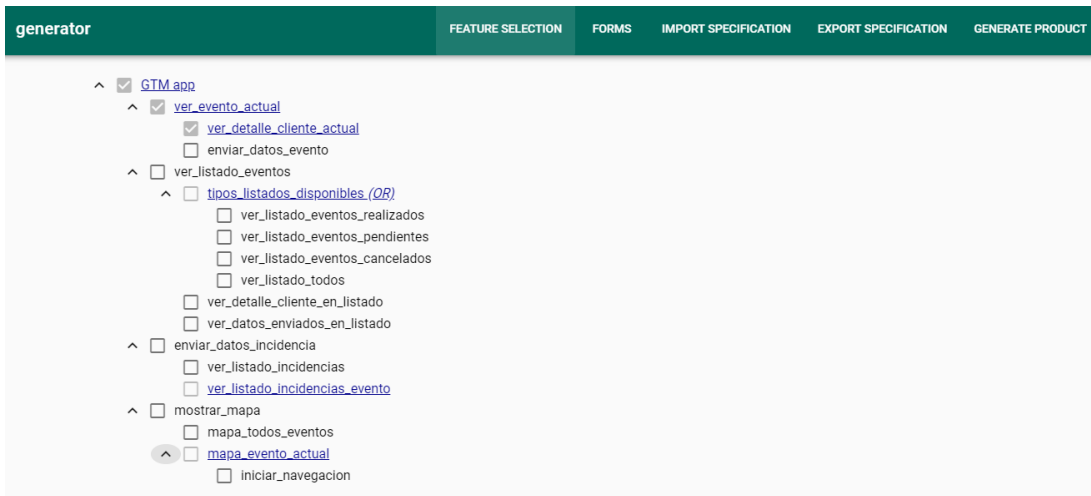 generator FEATURE SELECTION FORMS IMPORT SPECIFICATION EXPORT SPECIFICATION GENERATE PRODUCT
GTM app
ver_evento_actual
ver_detalle_cliente_actual
enviar_datos_evento
ver_listado_eventos
tipos_listados_disponibles (OR)
ver_listado_eventos_realizados
ver_listado_eventos_pendientes
ver_listado_eventos_cancelados
ver_listado_todos
ver_detalle_cliente_en_listado
ver_datos_enviados_en_listado
enviar_datos_incidencia
ver_listado_incidencias
ver_listado_incidencias_evento
mostrar_mapa
mapa_todos_eventos
mapa_evento_actual
iniciar_navegacion